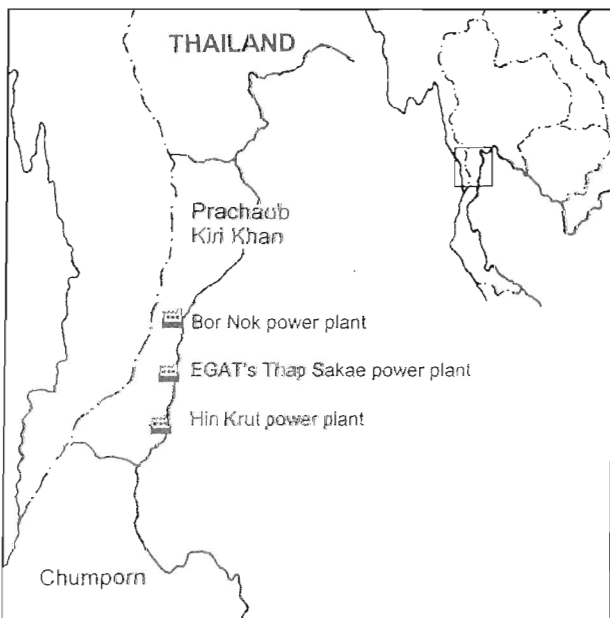 THAILAND
Prachaub
Kiri Khan
Bor Nok power plant
EGAT's Thap Sakae power plant
Hin Krut power plant
Chumporn